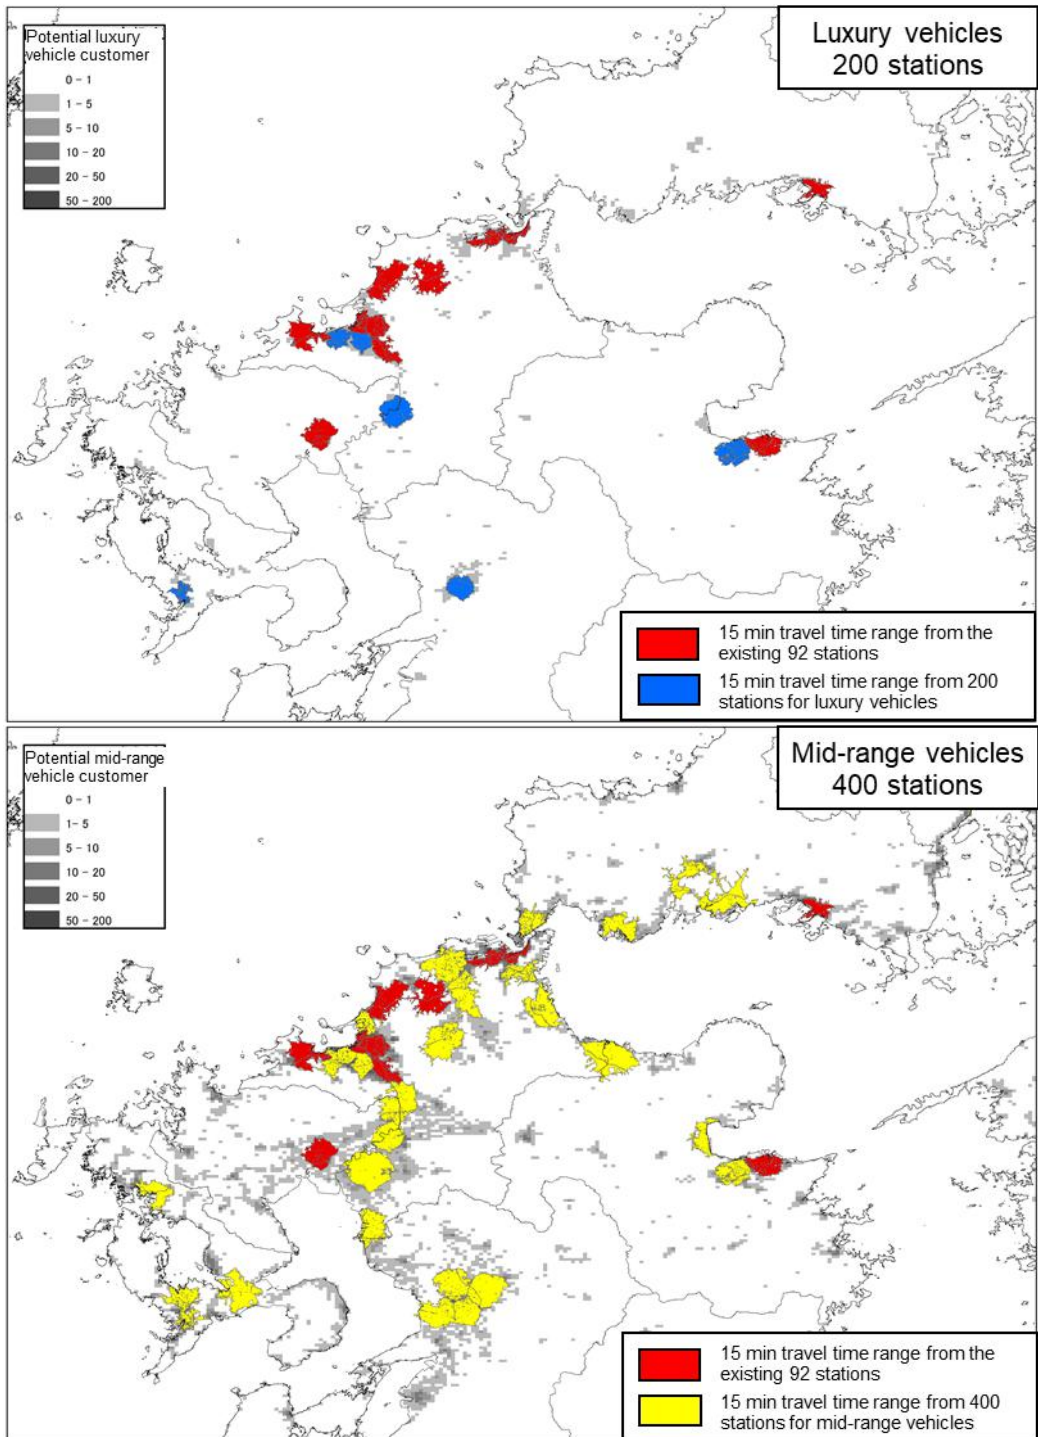 Potential luxury
vehicle customer
0 - 1
1 - 5
5 - 10
10 - 20
20 - 50
50 - 200
Luxury vehicles
200 stations
15 min travel time range from the
existing 92 stations
15 min travel time range from 200
stations for luxury vehicles
Potential mid-range
vehicle customer
0 - 1
1 - 5
5 - 10
10 - 20
20 - 50
50 - 200
Mid-range vehicles
400 stations
15 min travel time range from the
existing 92 stations
15 min travel time range from 400
stations for mid-range vehicles